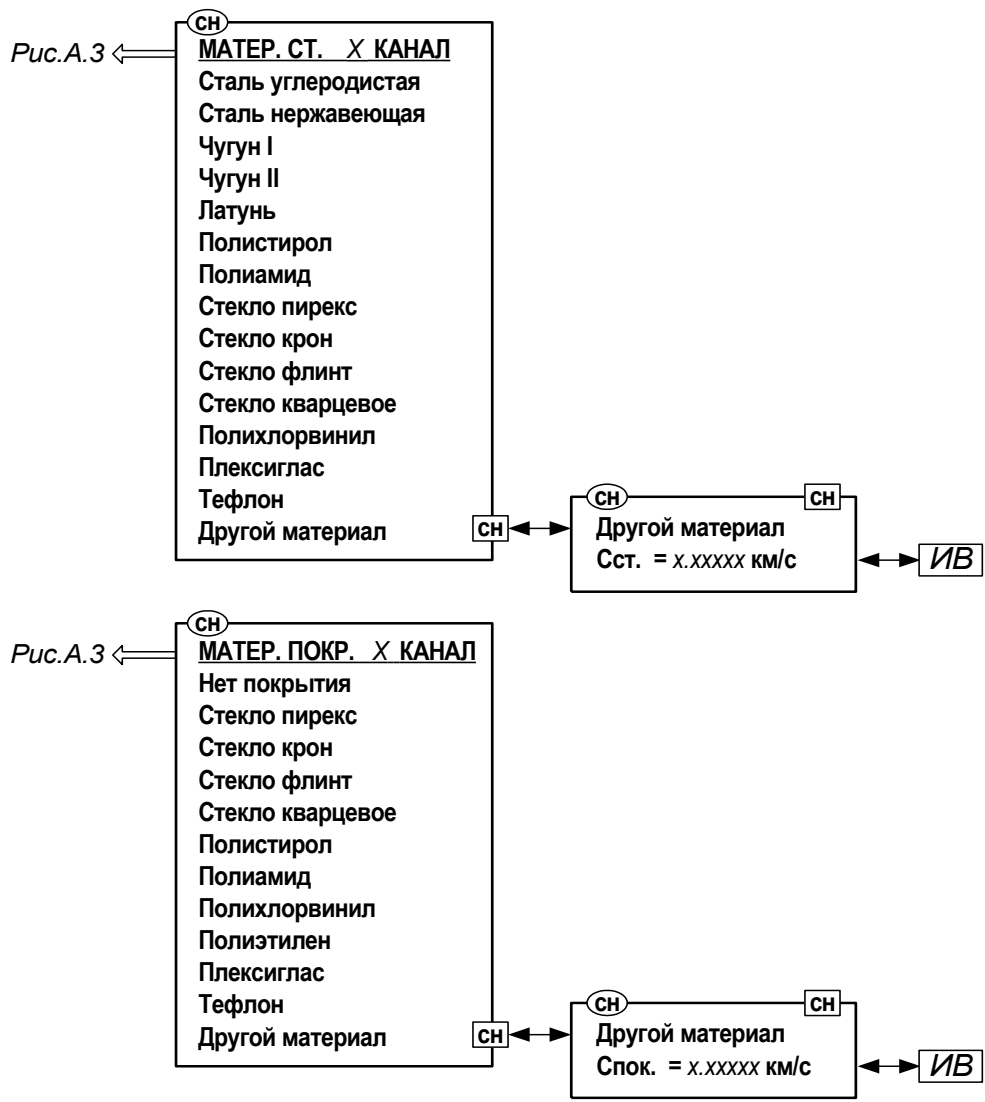 СН
Рис.А.3
МАТЕР. СТ. X КАНАЛ
Сталь углеродистая
Сталь нержавеющая
Чугун I
Чугун II
Латунь
Полистирол
Полиамид
Стекло пирекс
Стекло крон
Стекло флинт
Стекло кварцевое
Полихлорвинил
Плексиглас
Тефлон
Другой материал СН
СН СН
Другой материал
Сст. = x.xxxxx км/с
ИВ
СН
Рис.А.3
МАТЕР. ПОКР. X КАНАЛ
Нет покрытия
Стекло пирекс
Стекло крон
Стекло флинт
Стекло кварцевое
Полистирол
Полиамид
Полихлорвинил
Полиэтилен
Плексиглас
Тефлон
Другой материал СН
СН СН
Другой материал
Спок. = x.xxxxx км/с
ИВ